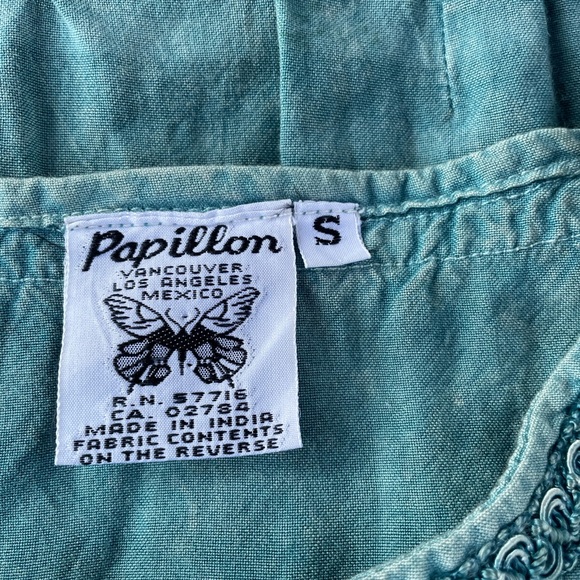 Papillon
S
VANCOUVER
LOS ANGELES
MEXICO
R.N. 57716
CA. 02784
MADE IN INDIA
FABRIC CONTENTS
ON THE REVERSE